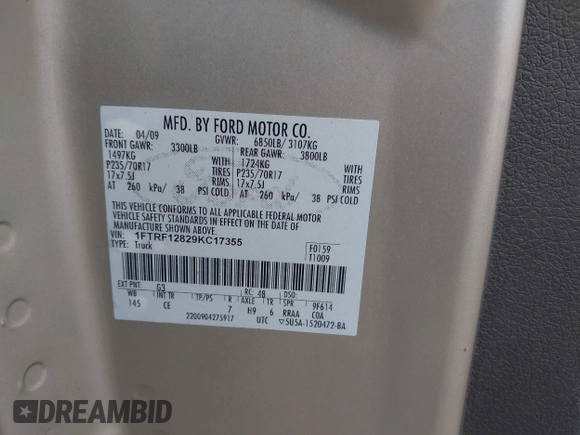 MFD. BY FORD MOTOR CO.
DATE: 04/09 GVWR: 6850LB/ 3107KG
FRONT GAWR: 3300LB REAR GAWR: 3800LB
1497KG WITH 1724KG WITH
P235/70R17 TIRES P235/70R17 TIRES
17x7.5J RIMS 17x7.5J RIMS
AT 260 kPa/ 38 PSI COLD AT 260 kPa/ 38 PSI COLD
THIS VEHICLE CONFORMS TO ALL APPLICABLE FEDERAL MOTOR
VEHICLE SAFETY STANDARDS IN EFFECT ON THE DATE OF
MANUFACTURE SHOWN ABOVE.
VIN: 1FTRF12829KC17355
TYPE: Truck
F0159
T1009
EXT PNT: G3 RC: 48 DSO:
WB INT TR TP/PS R AXLE TR SPR 9F614
145 CE 7 H9 6 RRAA COA
2200904275917 UTC ▽5U5A-1520472-BA
DREAMBID